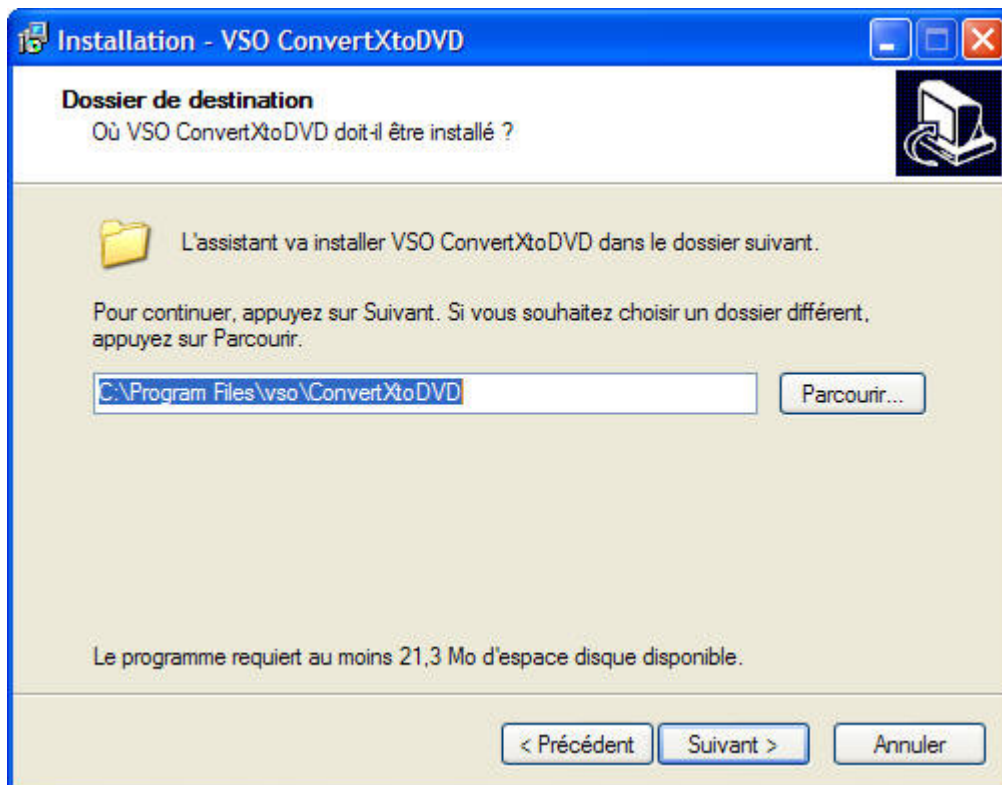 Installation - VSO ConvertXtoDVD
Dossier de destination
Où VSO ConvertXtoDVD doit-il être installé ?
L'assistant va installer VSO ConvertXtoDVD dans le dossier suivant.
Pour continuer, appuyez sur Suivant. Si vous souhaitez choisir un dossier différent,
appuyez sur Parcourir.
C:\Program Files\vso\ConvertXtoDVD
Parcourir...
Le programme requiert au moins 21,3 Mo d'espace disque disponible.
< Précédent
Suivant >
Annuler